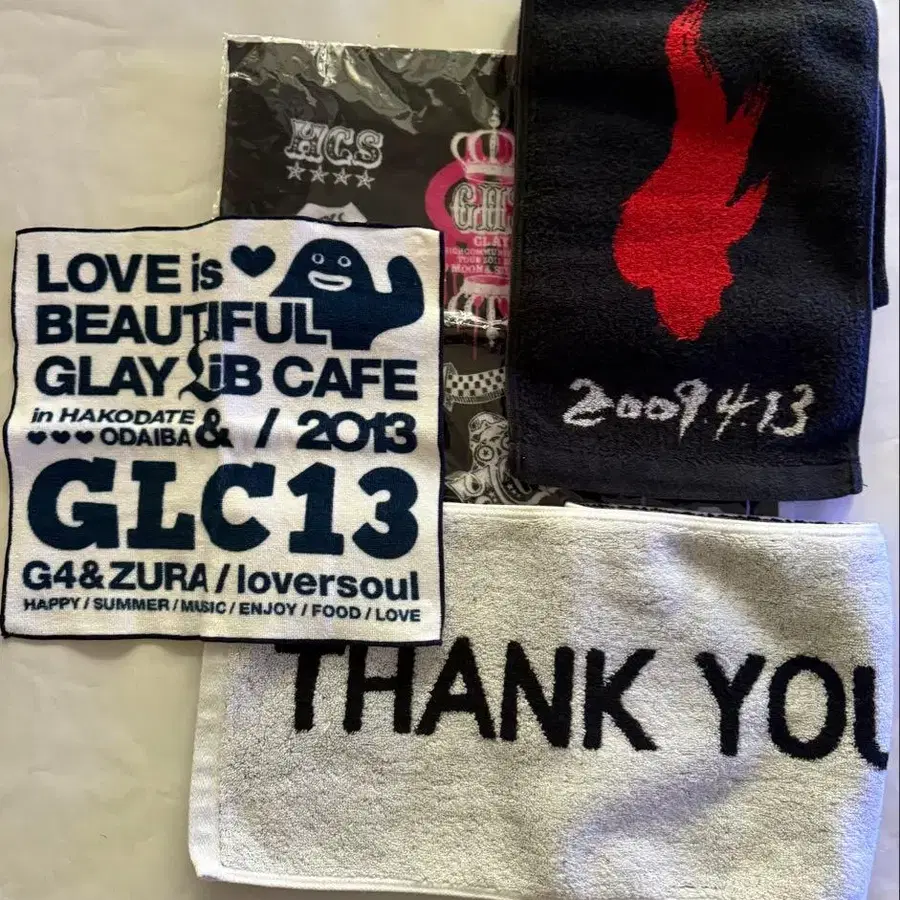 HCS
GLAY
2009.4.13
LOVE is
BEAUTIFUL
GLAY LiB CAFE
in HAKODATE
ODAIBA & / 2013
GLC13
G4&ZURA / loversoul
HAPPY / SUMMER / MUSIC / ENJOY / FOOD / LOVE
THANK YOU